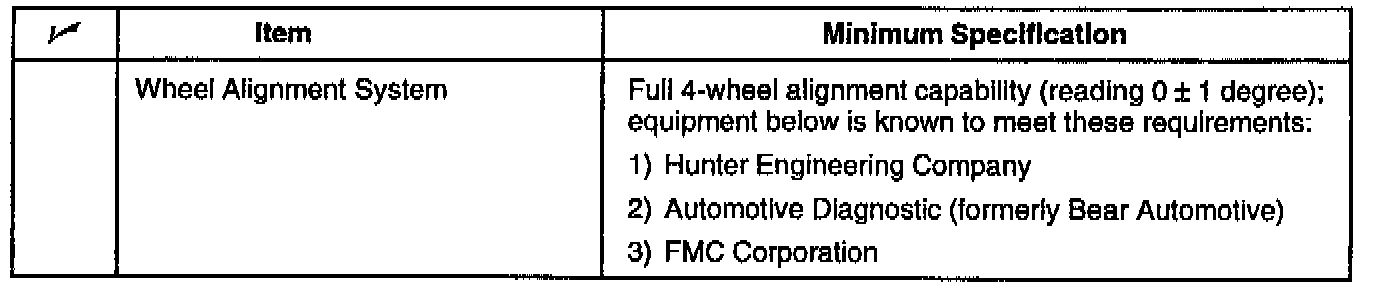 ✓ Item Minimum Specification
Wheel Alignment System Full 4-wheel alignment capability (reading 0 ± 1 degree);
equipment below is known to meet these requirements:
1) Hunter Engineering Company
2) Automotive Diagnostic (formerly Bear Automotive)
3) FMC Corporation